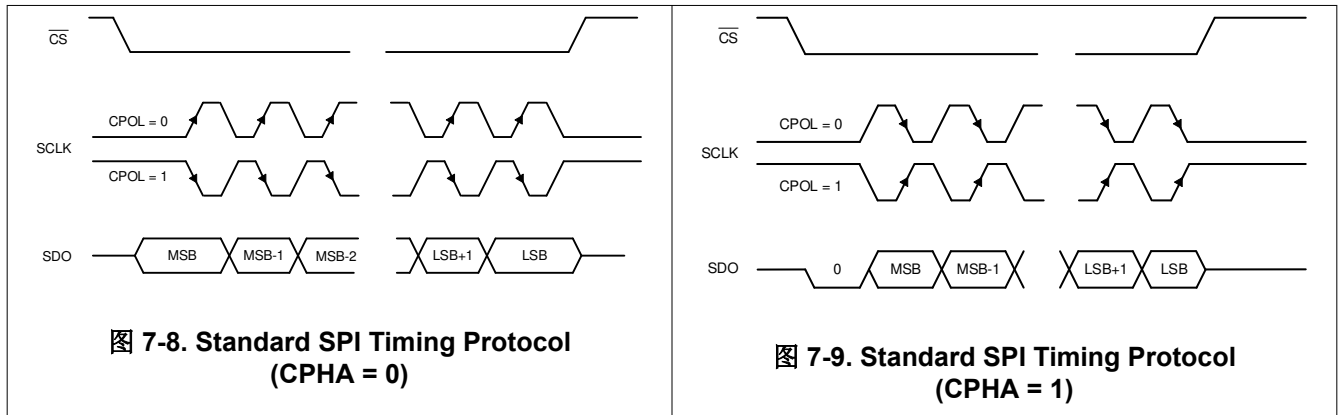 CS
CPOL = 0
SCLK
CPOL = 1
SDO MSB MSB-1 MSB-2 LSB+1 LSB
图 7-8. Standard SPI Timing Protocol
(CPHA = 0)
CS
CPOL = 0
SCLK
CPOL = 1
SDO 0 MSB MSB-1 LSB+1 LSB
图 7-9. Standard SPI Timing Protocol
(CPHA = 1)